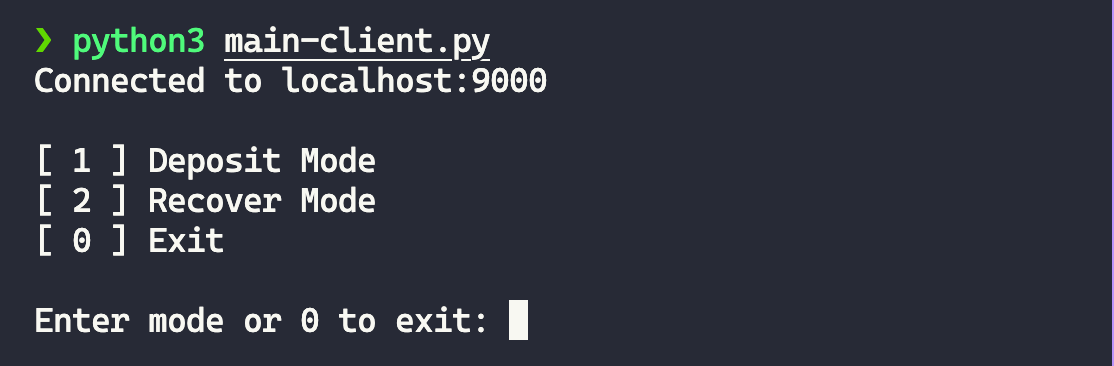 ❯ python3 main-client.py
Connected to localhost:9000
[ 1 ] Deposit Mode
[ 2 ] Recover Mode
[ 0 ] Exit
Enter mode or 0 to exit: